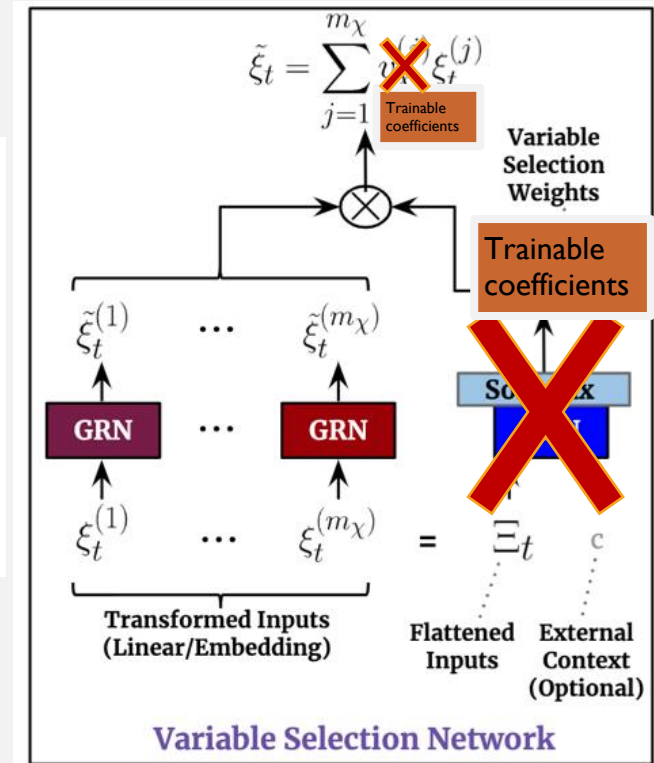 m_χ
ξ̃_t = ∑ v ξ_t^{(j)}
j=1
Trainable
coefficients
Variable
Selection
Weights
⊗
Trainable
coefficients
ξ̃_t^{(1)} ... ξ̃_t^{(m_χ)}
GRN ... GRN
ξ_t^{(1)} ... ξ_t^{(m_χ)} = Ξ_t c
Transformed Inputs
(Linear/Embedding)
Flattened
Inputs
External
Context
(Optional)
Variable Selection Network